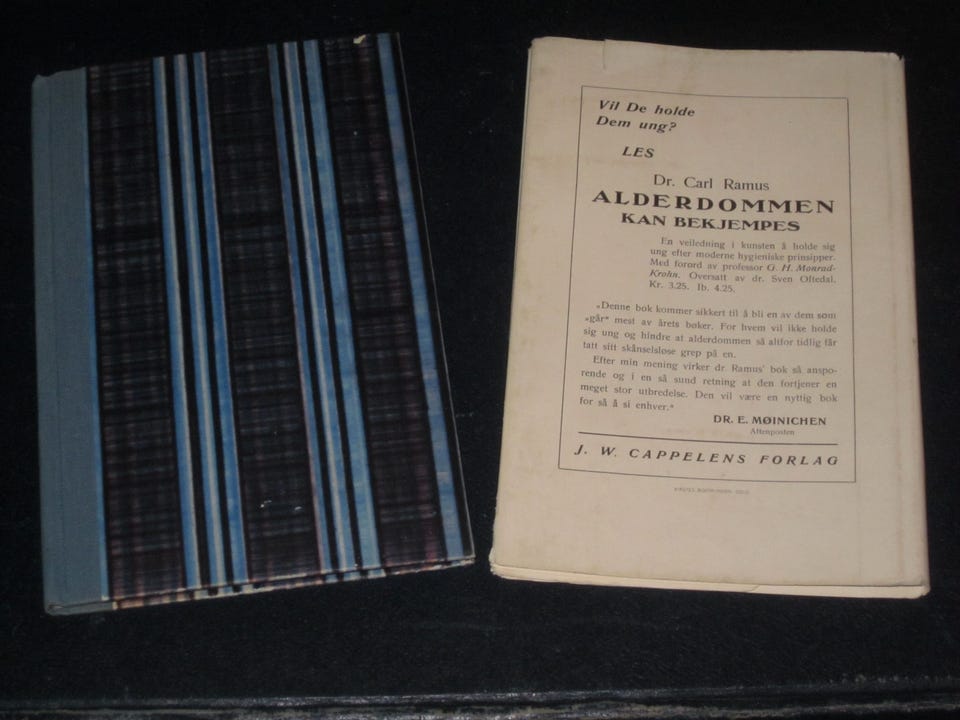 Vil De holde
Dem ung?
LES
Dr. Carl Ramus
ALDERDOMMEN
KAN BEKJEMPES
En veiledning i kunsten å holde sig
ung efter moderne hygieniske prinsipper.
Med forord av professor G. H. Monrad-
Krohn. Oversatt av dr. Sven Oftedal.
Kr. 3.25. Ib. 4.25.
„Denne bok kommer sikkert til å bli en av dem som
„går“ mest av årets bøker. For hvem vil ikke holde
sig ung og hindre at alderdommen så altfor tidlig får
tatt sitt skånselsløse grep på en.
Efter min mening virker dr Ramus' bok så anspo-
rende og i en så sund retning at den fortjener en
meget stor utbredelse. Den vil være en nyttig bok
for så å si enhver.“
DR. E. MØINICHEN
Aftenposten
J. W. CAPPELENS FORLAG